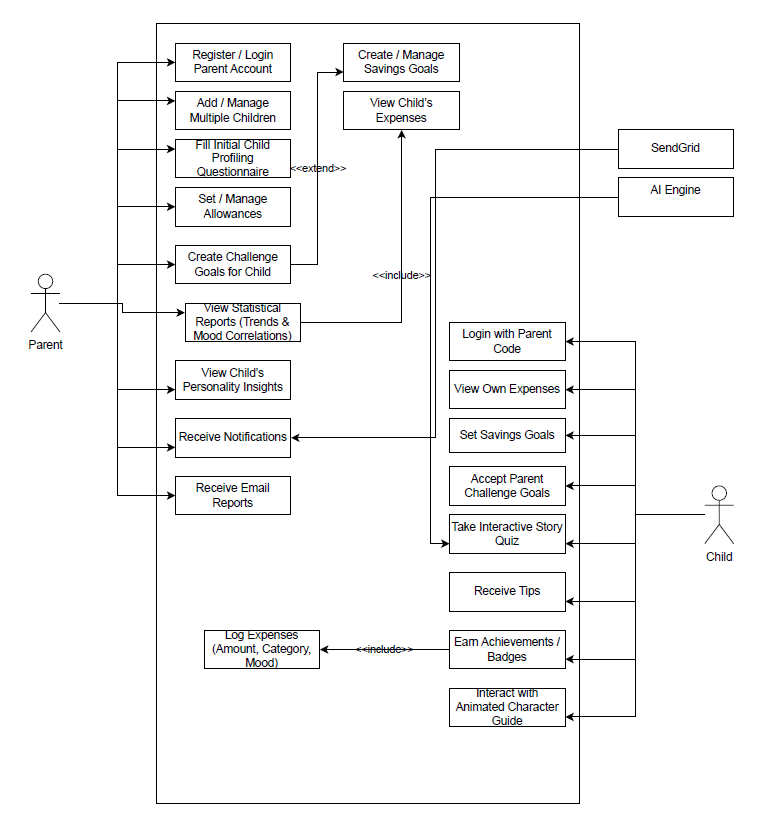 Register / Login
Parent Account
Create / Manage
Savings Goals
Add / Manage
Multiple Children
View Child's
Expenses
Fill Initial Child
Profiling
Questionnaire
<<extend>>
SendGrid
AI Engine
Set / Manage
Allowances
Create Challenge
Goals for Child
<<include>>
View Statistical
Reports (Trends &
Mood Correlations)
Parent
Login with Parent
Code
View Child's
Personality Insights
View Own Expenses
Receive Notifications
Set Savings Goals
Receive Email
Reports
Accept Parent
Challenge Goals
Take Interactive Story
Quiz
Child
Receive Tips
Log Expenses
(Amount, Category,
Mood)
<<include>>
Earn Achievements /
Badges
Interact with
Animated Character
Guide